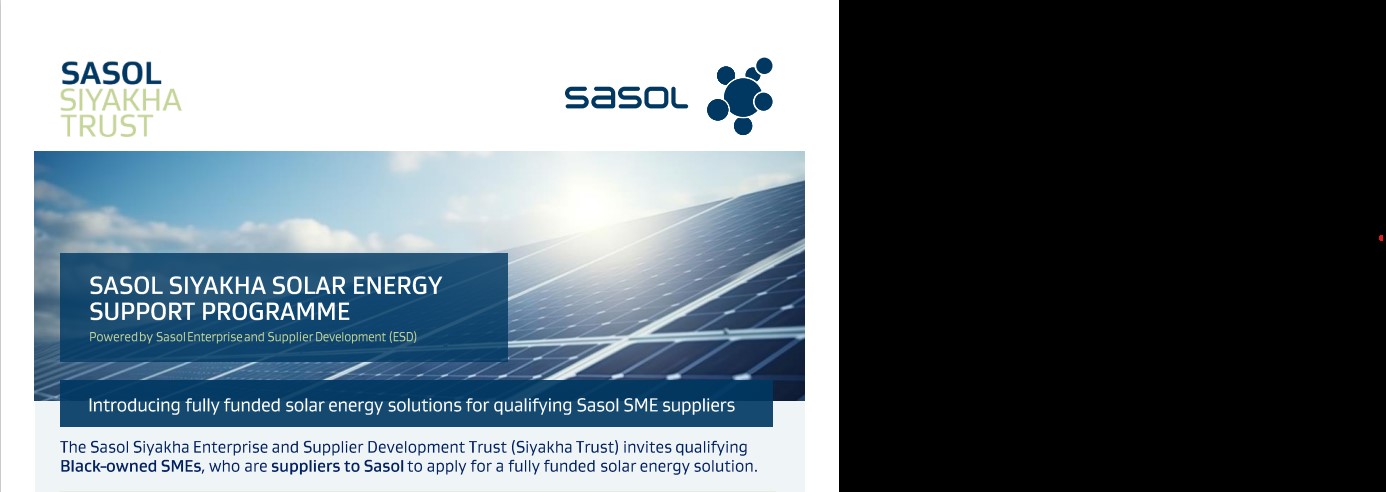 SASOL
SIYAKHA
TRUST
sasol
SASOL SIYAKHA SOLAR ENERGY
SUPPORT PROGRAMME
Powered by Sasol Enterprise and Supplier Development (ESD)
Introducing fully funded solar energy solutions for qualifying Sasol SME suppliers
The Sasol Siyakha Enterprise and Supplier Development Trust (Siyakha Trust) invites qualifying
Black-owned SMEs, who are suppliers to Sasol to apply for a fully funded solar energy solution.